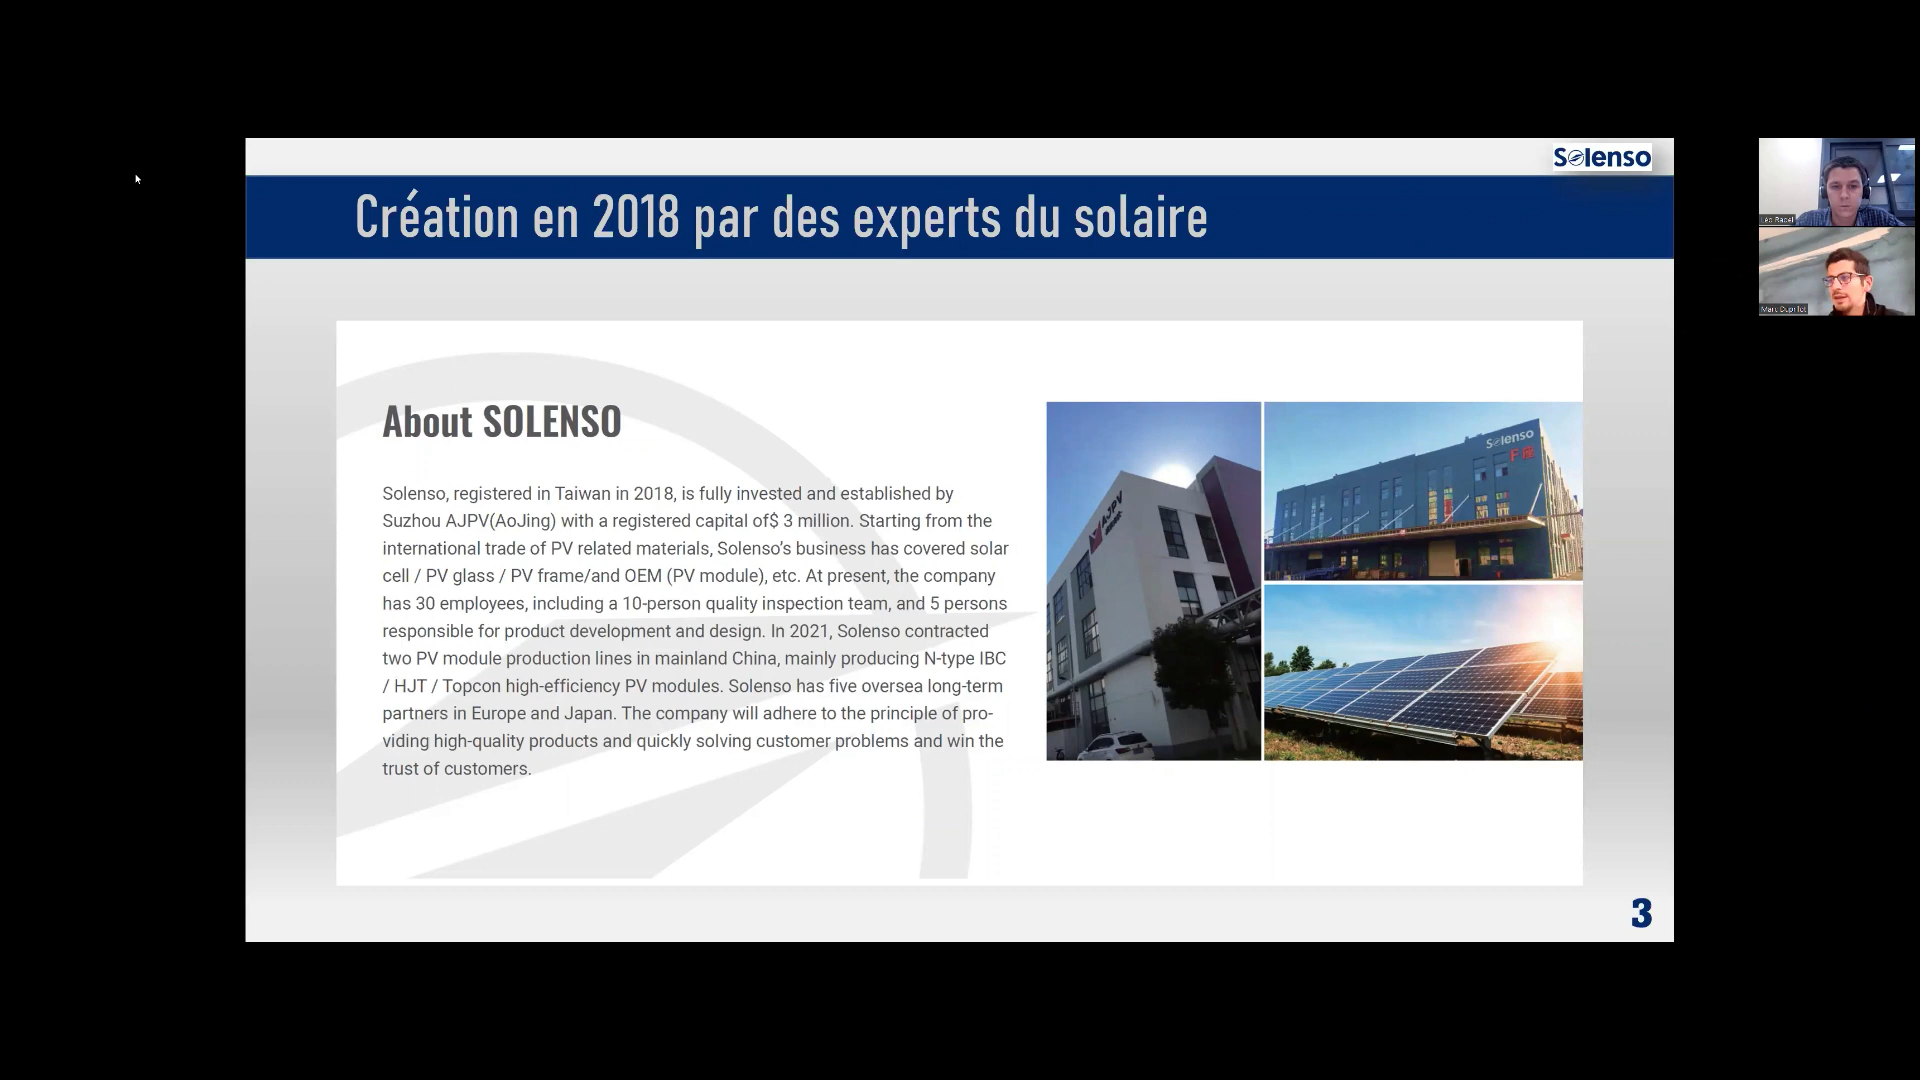 Solenso
Création en 2018 par des experts du solaire
About SOLENSO
Solenso, registered in Taiwan in 2018, is fully invested and established by
Suzhou AJPV(AoJing) with a registered capital of$ 3 million. Starting from the
international trade of PV related materials, Solenso’s business has covered solar
cell / PV glass / PV frame/and OEM (PV module), etc. At present, the company
has 30 employees, including a 10-person quality inspection team, and 5 persons
responsible for product development and design. In 2021, Solenso contracted
two PV module production lines in mainland China, mainly producing N-type IBC
/ HJT / Topcon high-efficiency PV modules. Solenso has five oversea long-term
partners in Europe and Japan. The company will adhere to the principle of pro-
viding high-quality products and quickly solving customer problems and win the
trust of customers.
AJPV
Solenso
F座
3